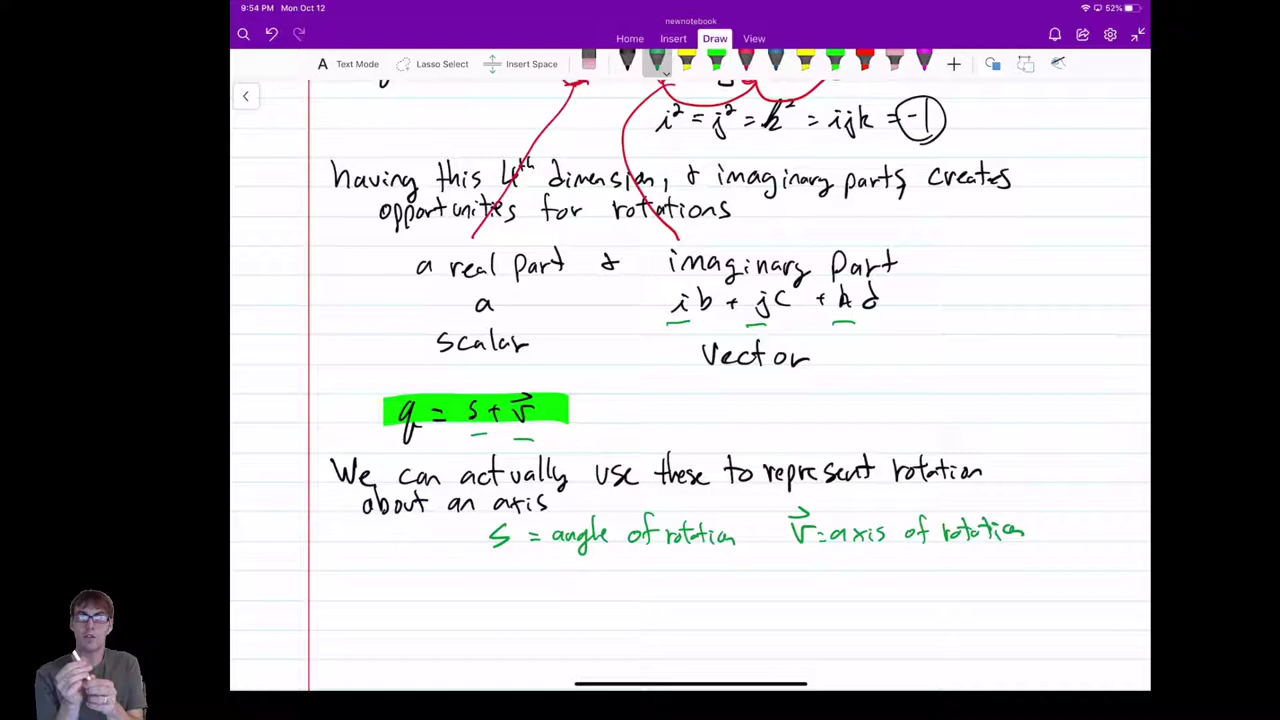 9:54 PM Mon Oct 12
52%
newnotebook
Home Insert Draw View
A Text Mode Lasso Select Insert Space
i² = j² = k² = ijk = -1
having this 4th dimension, & imaginary parts, creates
opportunities for rotations
a real part & imaginary part
a ib + jc + kd
scalar vector
q = s + v⃗
We can actually use these to represent rotation
about an axis
s = angle of rotation v⃗ = axis of rotation